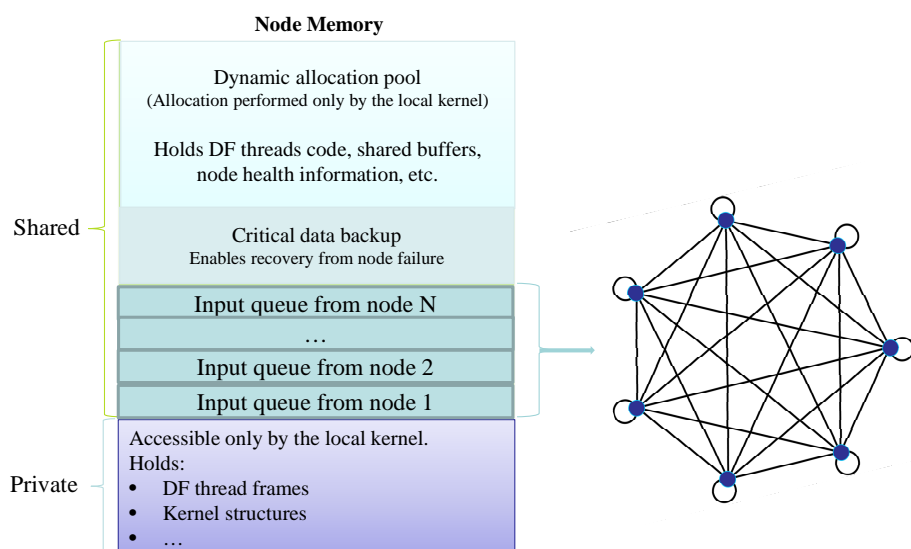 Node Memory
Dynamic allocation pool
(Allocation performed only by the local kernel)
Holds DF threads code, shared buffers,
node health information, etc.
Shared
Critical data backup
Enables recovery from node failure
Input queue from node N
…
Input queue from node 2
Input queue from node 1
Accessible only by the local kernel.
Holds:
Private
• DF thread frames
• Kernel structures
• …